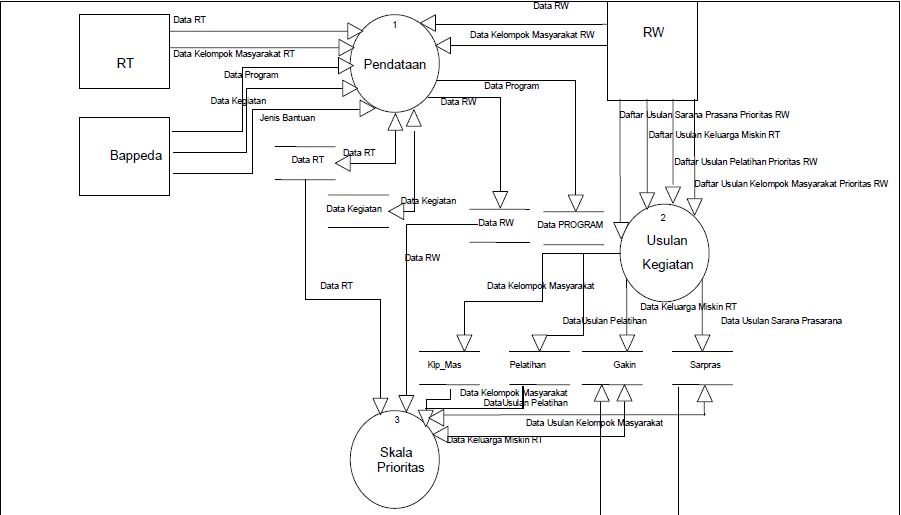 Data RW
Data RT
1
RW
Data Kelompok Masyarakat RW
Data Kelompok Masyarakat RT
RT
Pendataan
Data Program
Data Program
Data Kegiatan
Data RW
Jenis Bantuan
Daftar Usulan Sarana Prasana Prioritas RW
Daftar Usulan Keluarga Miskin RT
Bappeda
Data RT
Data RT
Daftar Usulan Pelatihan Prioritas RW
Daftar Usulan Kelompok Masyarakat Prioritas RW
Data Kegiatan
Data Kegiatan
2
Data RW
Data PROGRAM
Usulan
Kegiatan
Data RW
Data RT
Data Kelompok Masyarakat
Data Keluarga Miskin RT
DataUsulan Pelatihan
Data Usulan Sarana Prasarana
Klp_Mas
Pelatihan
Gakin
Sarpras
Data Kelompok Masyarakat
DataUsulan Pelatihan
3
Data Usulan Kelompok Masyarakat
Data Keluarga Miskin RT
Skala
Prioritas